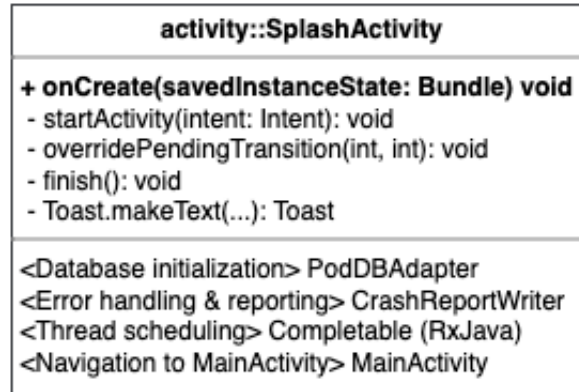 activity::SplashActivity
+ onCreate(savedInstanceState: Bundle) void
- startActivity(intent: Intent): void
- overridePendingTransition(int, int): void
- finish(): void
- Toast.makeText(...): Toast
<Database initialization> PodDBAdapter
<Error handling & reporting> CrashReportWriter
<Thread scheduling> Completable (RxJava)
<Navigation to MainActivity> MainActivity